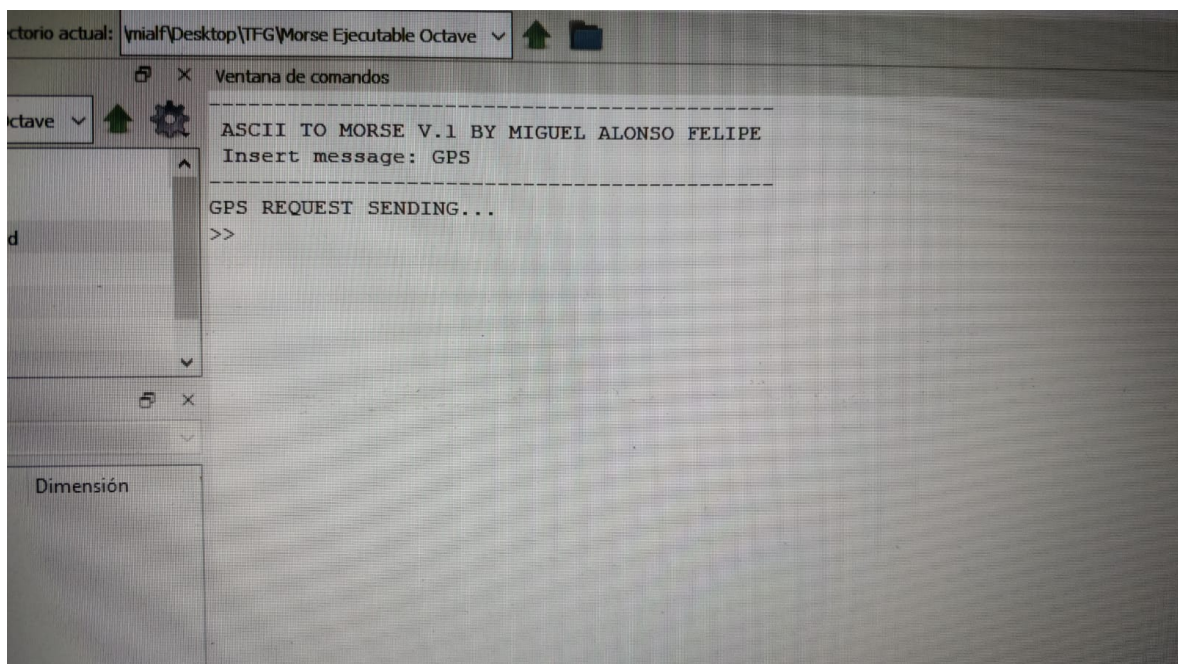 ctorio actual: \mialf\Desktop\TFG\Morse Ejecutable Octave
Ventana de comandos
ctave
ASCII TO MORSE V.1 BY MIGUEL ALONSO FELIPE
Insert message: GPS
GPS REQUEST SENDING...
d
>>
Dimensión